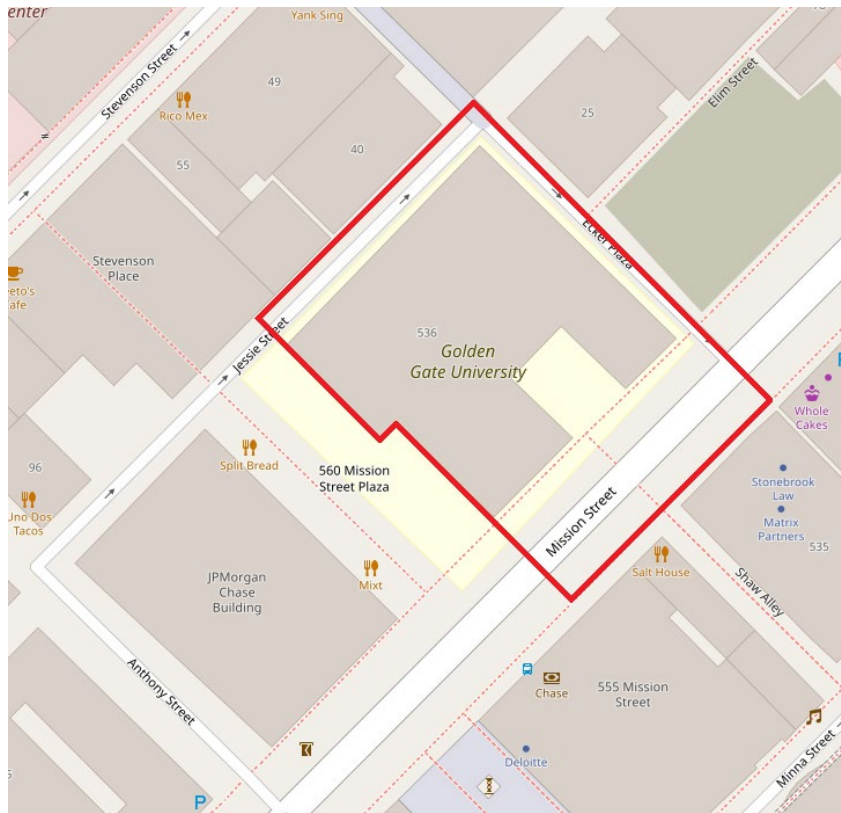 enter
Yank Sing
Stevenson Street
49
Rico Mex
55
40
25
Elim Street
Stevenson
Place
Ecker Plaza
536
Golden
Gate University
Jessie Street
Whole
Cakes
Split Bread
560 Mission
Street Plaza
96
Uno Dos
Tacos
Stonebrook
Law
Matrix
Partners
535
Mission Street
Salt House
Shaw Alley
JPMorgan
Chase
Building
Mixt
Anthony Street
Chase
555 Mission
Street
Deloitte
Minna Street
P